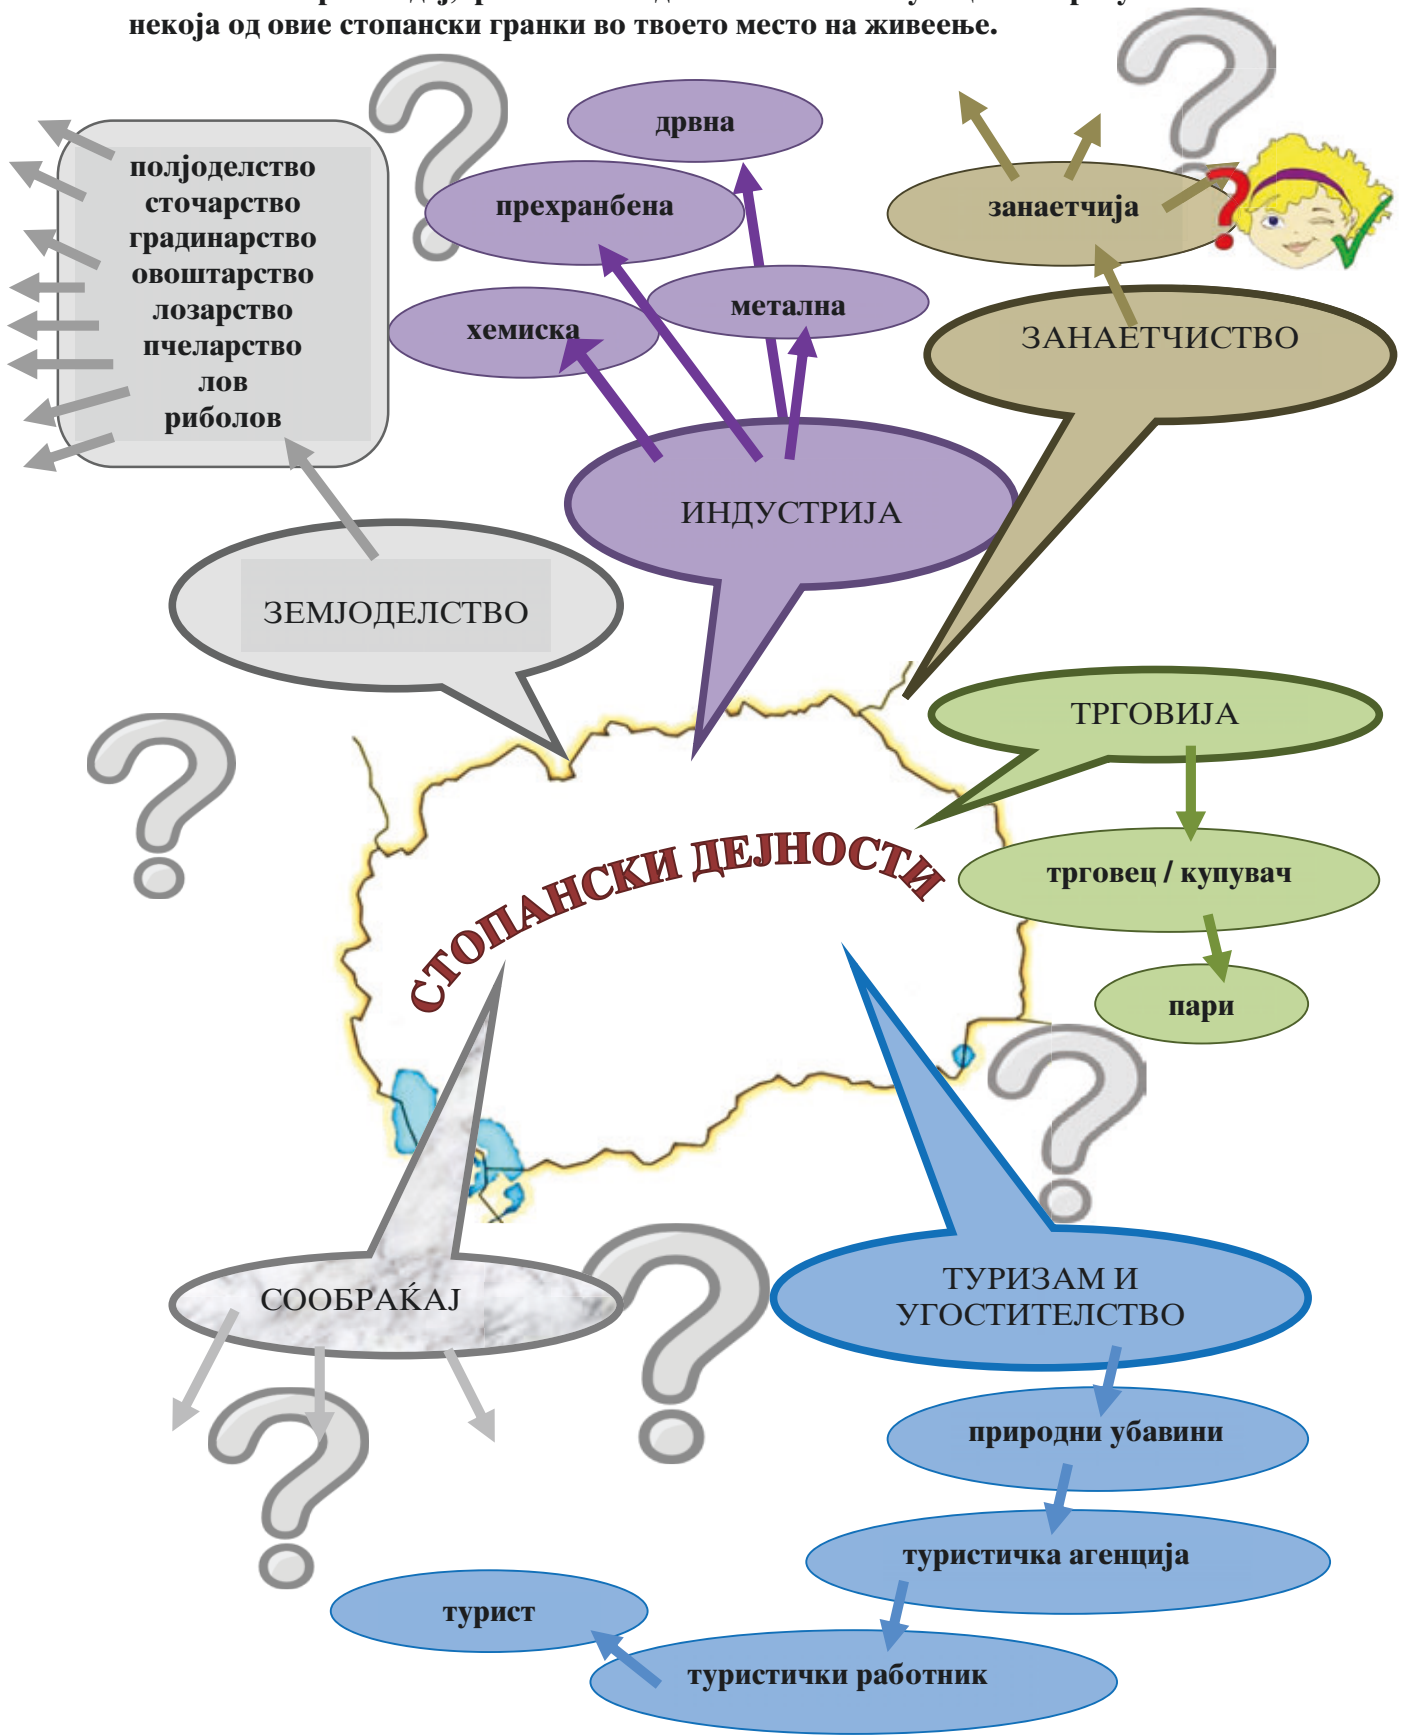 некоја од овие стопански гранки во твоето место на живеење.
дрвна
прехранбена
хемиска
метална
занаетчија
полјоделство
сточарство
градинарство
овоштарство
лозарство
пчеларство
лов
риболов
ЗАНАЕТЧИСТВО
ИНДУСТРИЈА
ЗЕМЈОДЕЛСТВО
ТРГОВИЈА
трговец / купувач
пари
СТОПАНСКИ ДЕЈНОСТИ
СООБРАЌАЈ
ТУРИЗАМ И
УГОСТИТЕЛСТВО
природни убавини
туристичка агенција
турист
туристички работник